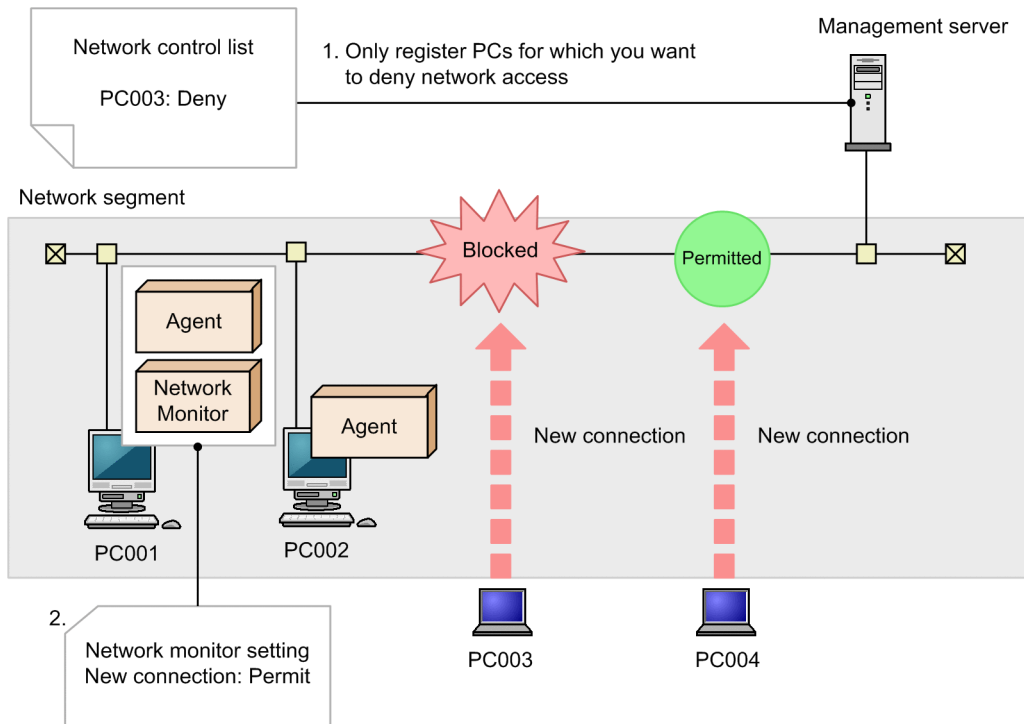 Network control list
PC003: Deny
1. Only register PCs for which you want
to deny network access
Management server
Network segment
Blocked
Permitted
Agent
Network
Monitor
Agent
New connection
New connection
PC001
PC002
2.
Network monitor setting
New connection: Permit
PC003
PC004